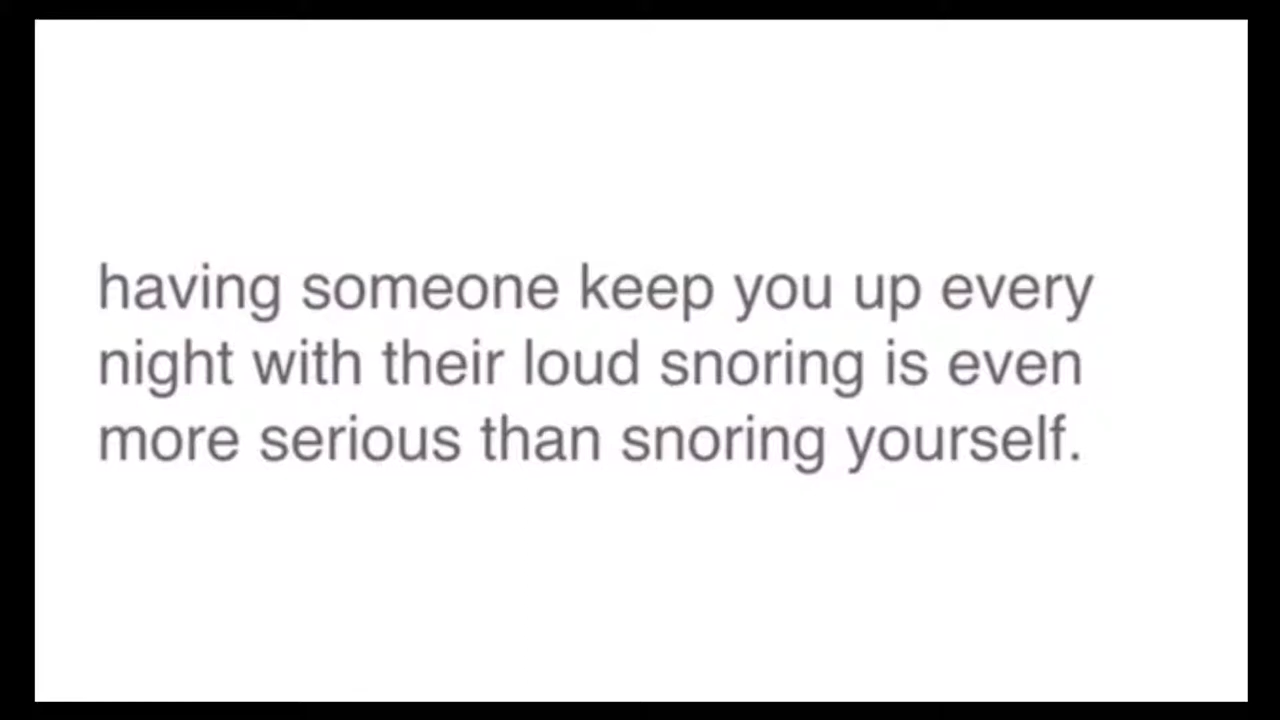 having someone keep you up every
night with their loud snoring is even
more serious than snoring yourself.